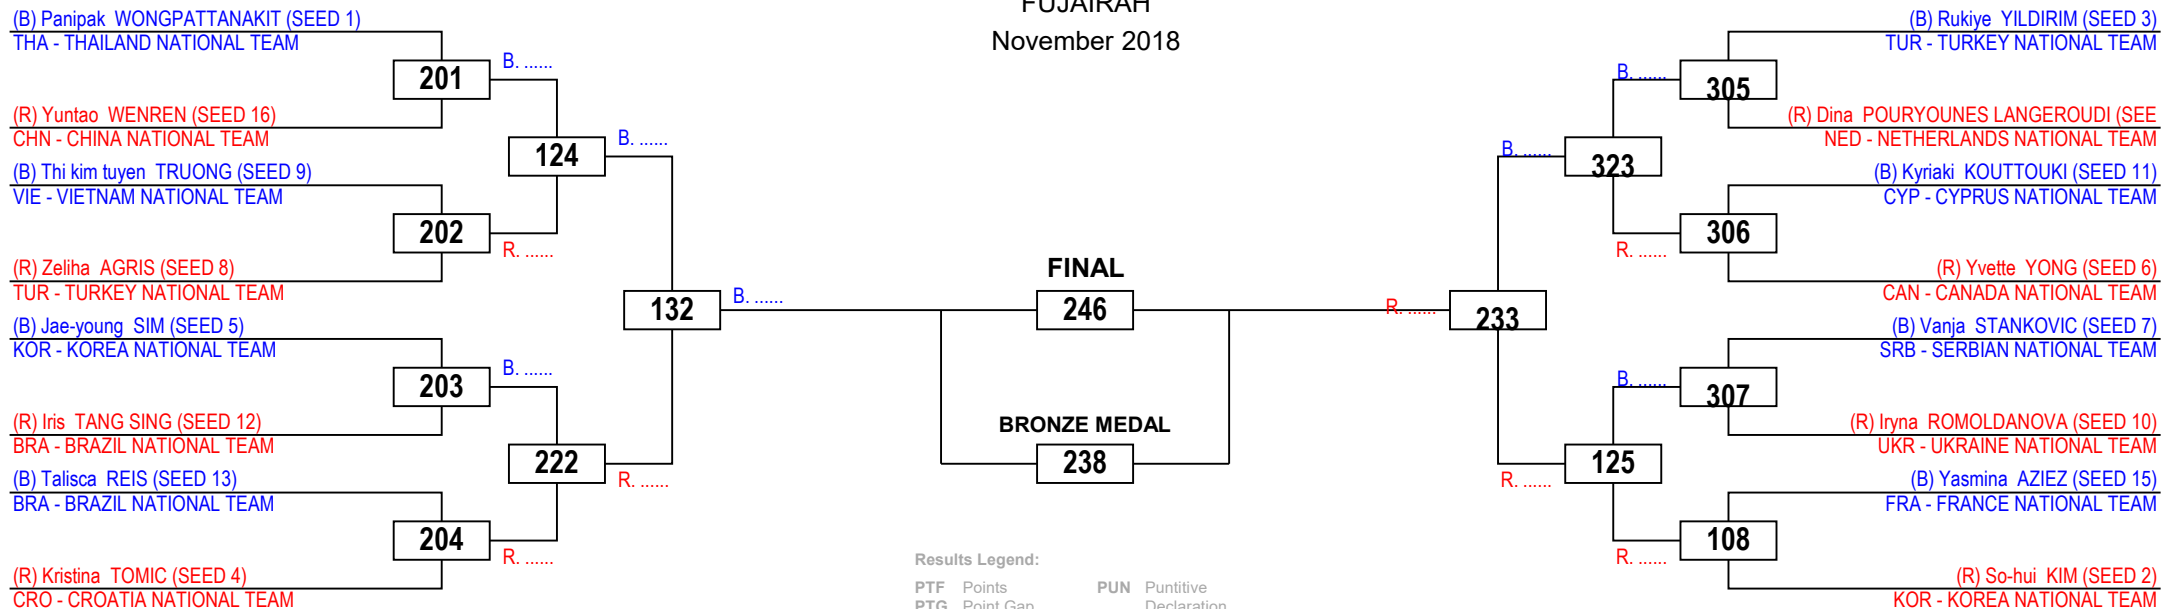 FUJAIRAH
November 2018
(B) Panipak WONGPATTANAKIT (SEED 1)
THA - THAILAND NATIONAL TEAM
201
B. ......
(R) Yuntao WENREN (SEED 16)
CHN - CHINA NATIONAL TEAM
124
B. ......
(B) Thi kim tuyen TRUONG (SEED 9)
VIE - VIETNAM NATIONAL TEAM
202
R. ......
(R) Zeliha AGRIS (SEED 8)
TUR - TURKEY NATIONAL TEAM
132
B. ......
(B) Jae-young SIM (SEED 5)
KOR - KOREA NATIONAL TEAM
203
B. ......
(R) Iris TANG SING (SEED 12)
BRA - BRAZIL NATIONAL TEAM
222
R. ......
(B) Talisca REIS (SEED 13)
BRA - BRAZIL NATIONAL TEAM
204
R. ......
(R) Kristina TOMIC (SEED 4)
CRO - CROATIA NATIONAL TEAM
FINAL
246
BRONZE MEDAL
238
(B) Rukiye YILDIRIM (SEED 3)
TUR - TURKEY NATIONAL TEAM
B. ......
305
(R) Dina POURYOUNES LANGEROUDI (SEE
NED - NETHERLANDS NATIONAL TEAM
B. ......
323
(B) Kyriaki KOUTTOUKI (SEED 11)
CYP - CYPRUS NATIONAL TEAM
R. ......
306
(R) Yvette YONG (SEED 6)
CAN - CANADA NATIONAL TEAM
R. ......
233
(B) Vanja STANKOVIC (SEED 7)
SRB - SERBIAN NATIONAL TEAM
B. ......
307
(R) Iryna ROMOLDANOVA (SEED 10)
UKR - UKRAINE NATIONAL TEAM
R. ......
125
(B) Yasmina AZIEZ (SEED 15)
FRA - FRANCE NATIONAL TEAM
R. ......
108
(R) So-hui KIM (SEED 2)
KOR - KOREA NATIONAL TEAM
Results Legend:
PTF Points PUN Puntitive
PTG Point Gap Declaration